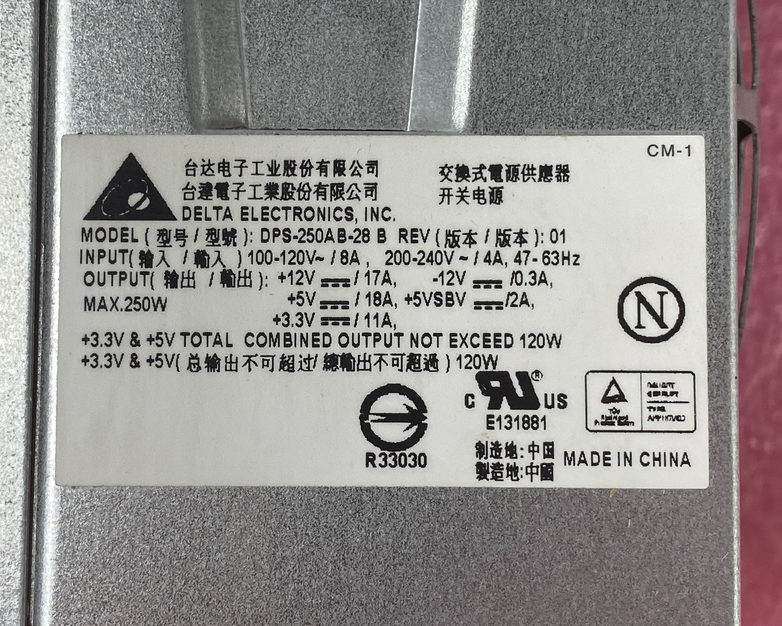 CM-1
台达电子工业股份有限公司
台達電子工業股份有限公司
DELTA ELECTRONICS, INC.
交換式電源供應器
开关电源
MODEL ( 型号 / 型號 ): DPS-250AB-28 B REV ( 版本 / 版本 ): 01
INPUT( 输入 / 輸入 ) 100-120V~ / 8A , 200-240V~ / 4A, 47-63Hz
OUTPUT( 输出 / 輸出 ): +12V ⎓ / 17A, -12V ⎓ /0.3A,
MAX.250W +5V ⎓ / 18A, +5VSBV ⎓ /2A,
+3.3V ⎓ / 11A,
+3.3V & +5V TOTAL COMBINED OUTPUT NOT EXCEED 120W
+3.3V & +5V( 总输出不可超过/ 總輸出不可超過 ) 120W
N
c RU ® US
E131881
R33030
TÜV
制造地: 中国
製造地: 中國
MADE IN CHINA